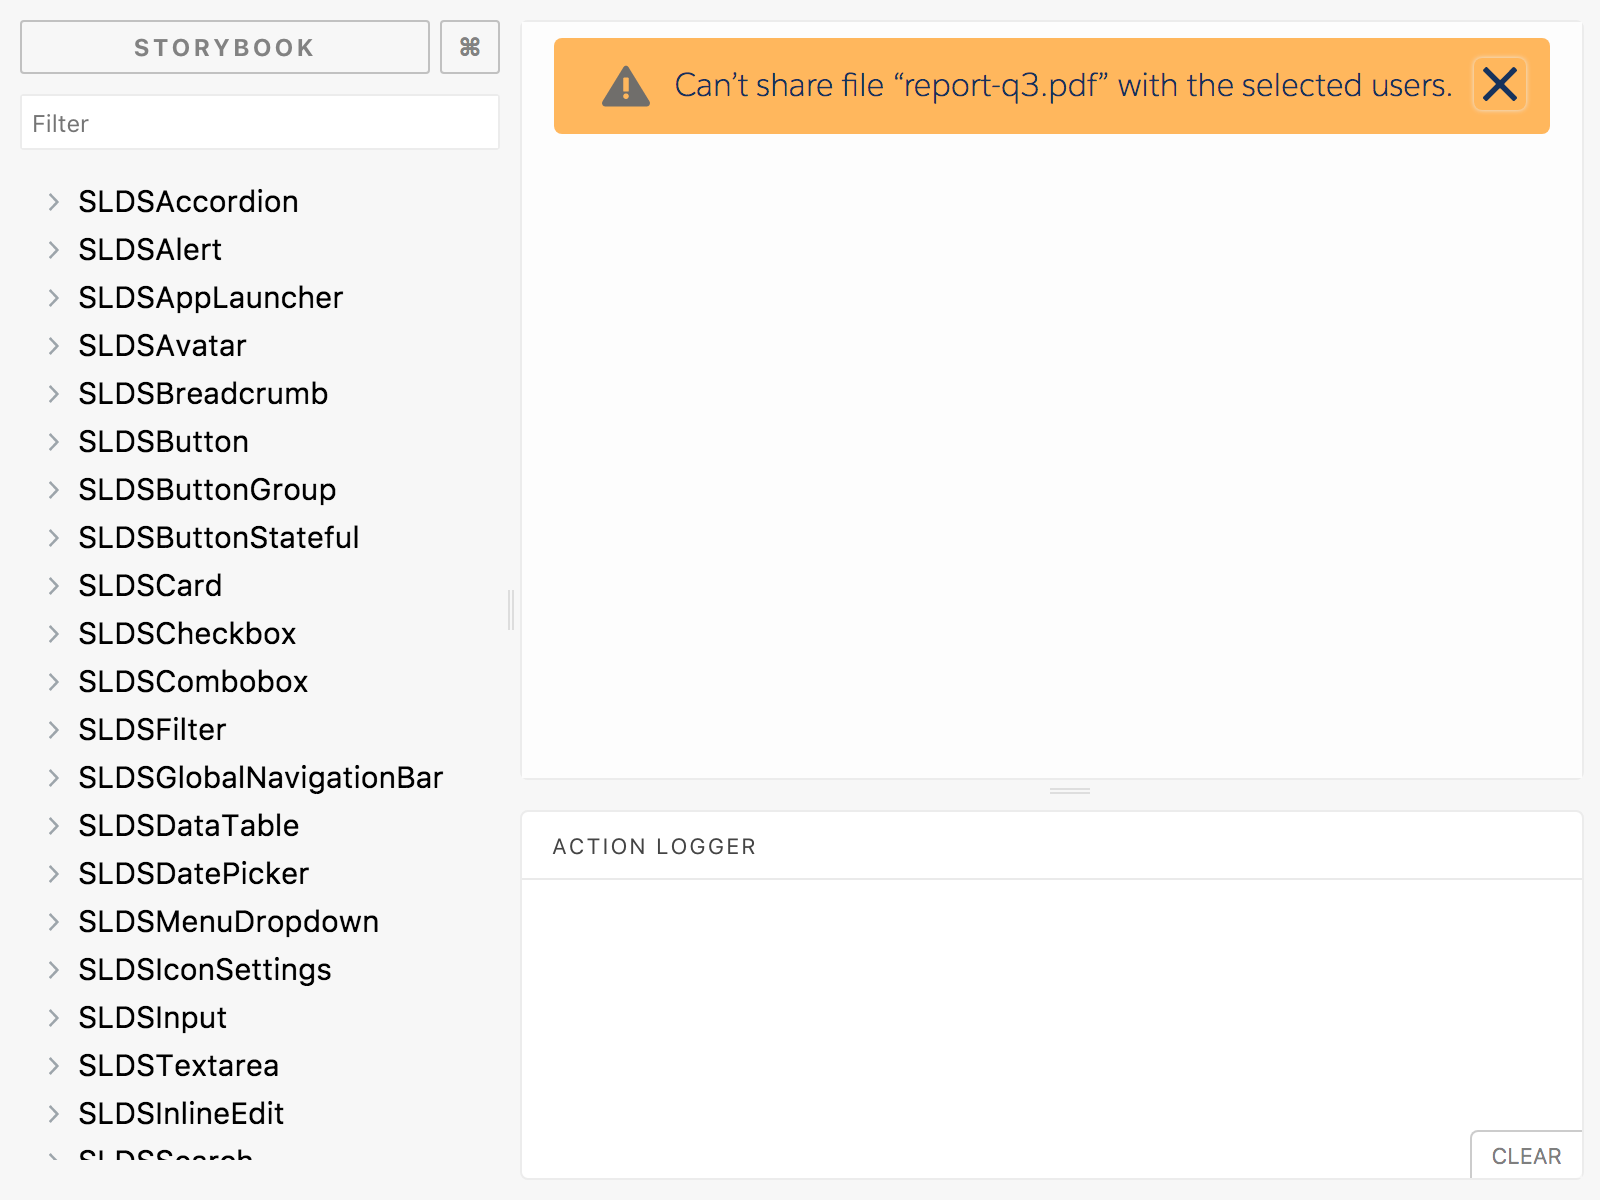 STORYBOOK
⌘
Filter
SLDSAccordion
SLDSAlert
SLDSAppLauncher
SLDSAvatar
SLDSBreadcrumb
SLDSButton
SLDSButtonGroup
SLDSButtonStateful
SLDSCard
SLDSCheckbox
SLDSCombobox
SLDSFilter
SLDSGlobalNavigationBar
SLDSDataTable
SLDSDatePicker
SLDSMenuDropdown
SLDSIconSettings
SLDSInput
SLDSTextarea
SLDSInlineEdit
SLDSSearch
Can’t share file “report-q3.pdf” with the selected users.
ACTION LOGGER
CLEAR